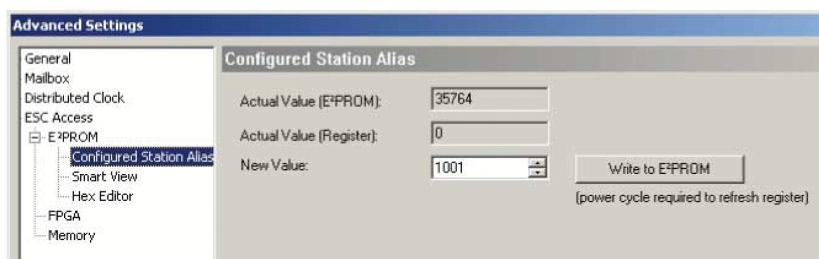 Advanced Settings
General
Mailbox
Distributed Clock
ESC Access
E²PROM
Configured Station Alias
Smart View
Hex Editor
FPGA
Memory
Configured Station Alias
Actual Value (E²PROM): 35764
Actual Value (Register): 0
New Value: 1001 Write to E²PROM
(power cycle required to refresh register)